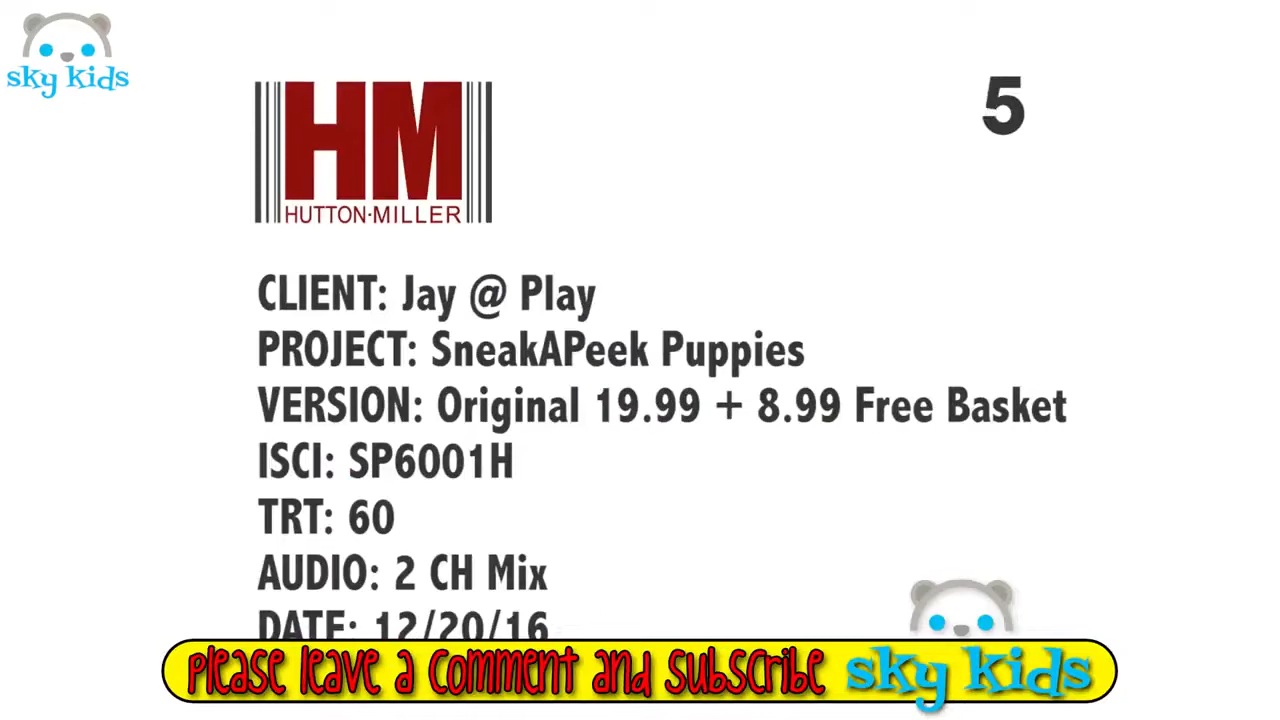 sky kids
5
HM
HUTTON·MILLER
CLIENT: Jay @ Play
PROJECT: SneakAPeek Puppies
VERSION: Original 19.99 + 8.99 Free Basket
ISCI: SP6001H
TRT: 60
AUDIO: 2 CH Mix
DATE: 12/20/16
Please leave a comment and subscribe sky kids